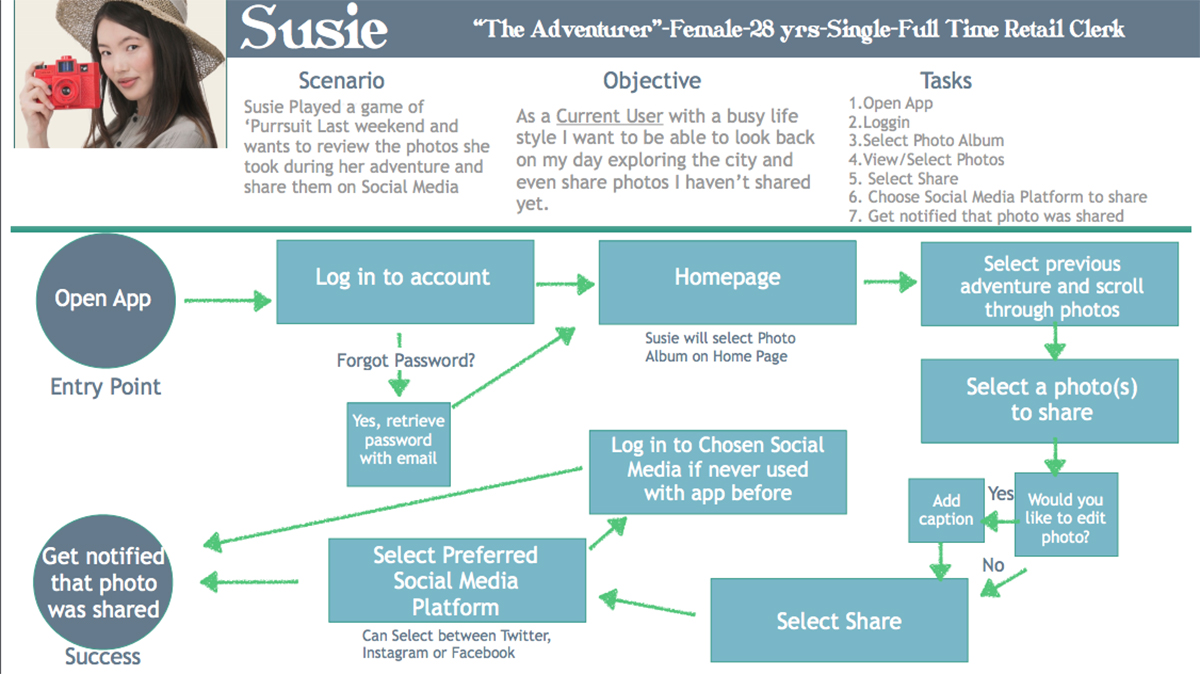 Susie
“The Adventurer”-Female-28 yrs-Single-Full Time Retail Clerk
Scenario
Susie Played a game of
‘Purrsuit Last weekend and
wants to review the photos she
took during her adventure and
share them on Social Media
Objective
As a Current User with a busy life
style I want to be able to look back
on my day exploring the city and
even share photos I haven’t shared
yet.
Tasks
1.Open App
2.Loggin
3.Select Photo Album
4.View/Select Photos
5. Select Share
6. Choose Social Media Platform to share
7. Get notified that photo was shared
Open App
Entry Point
Log in to account
Forgot Password?
Yes, retrieve
password
with email
Homepage
Susie will select Photo
Album on Home Page
Select previous
adventure and scroll
through photos
Select a photo(s)
to share
Would you
like to edit
photo?
Yes
Add
caption
No
Select Share
Select Preferred
Social Media
Platform
Can Select between Twitter,
Instagram or Facebook
Log in to Chosen Social
Media if never used
with app before
Get notified
that photo
was shared
Success